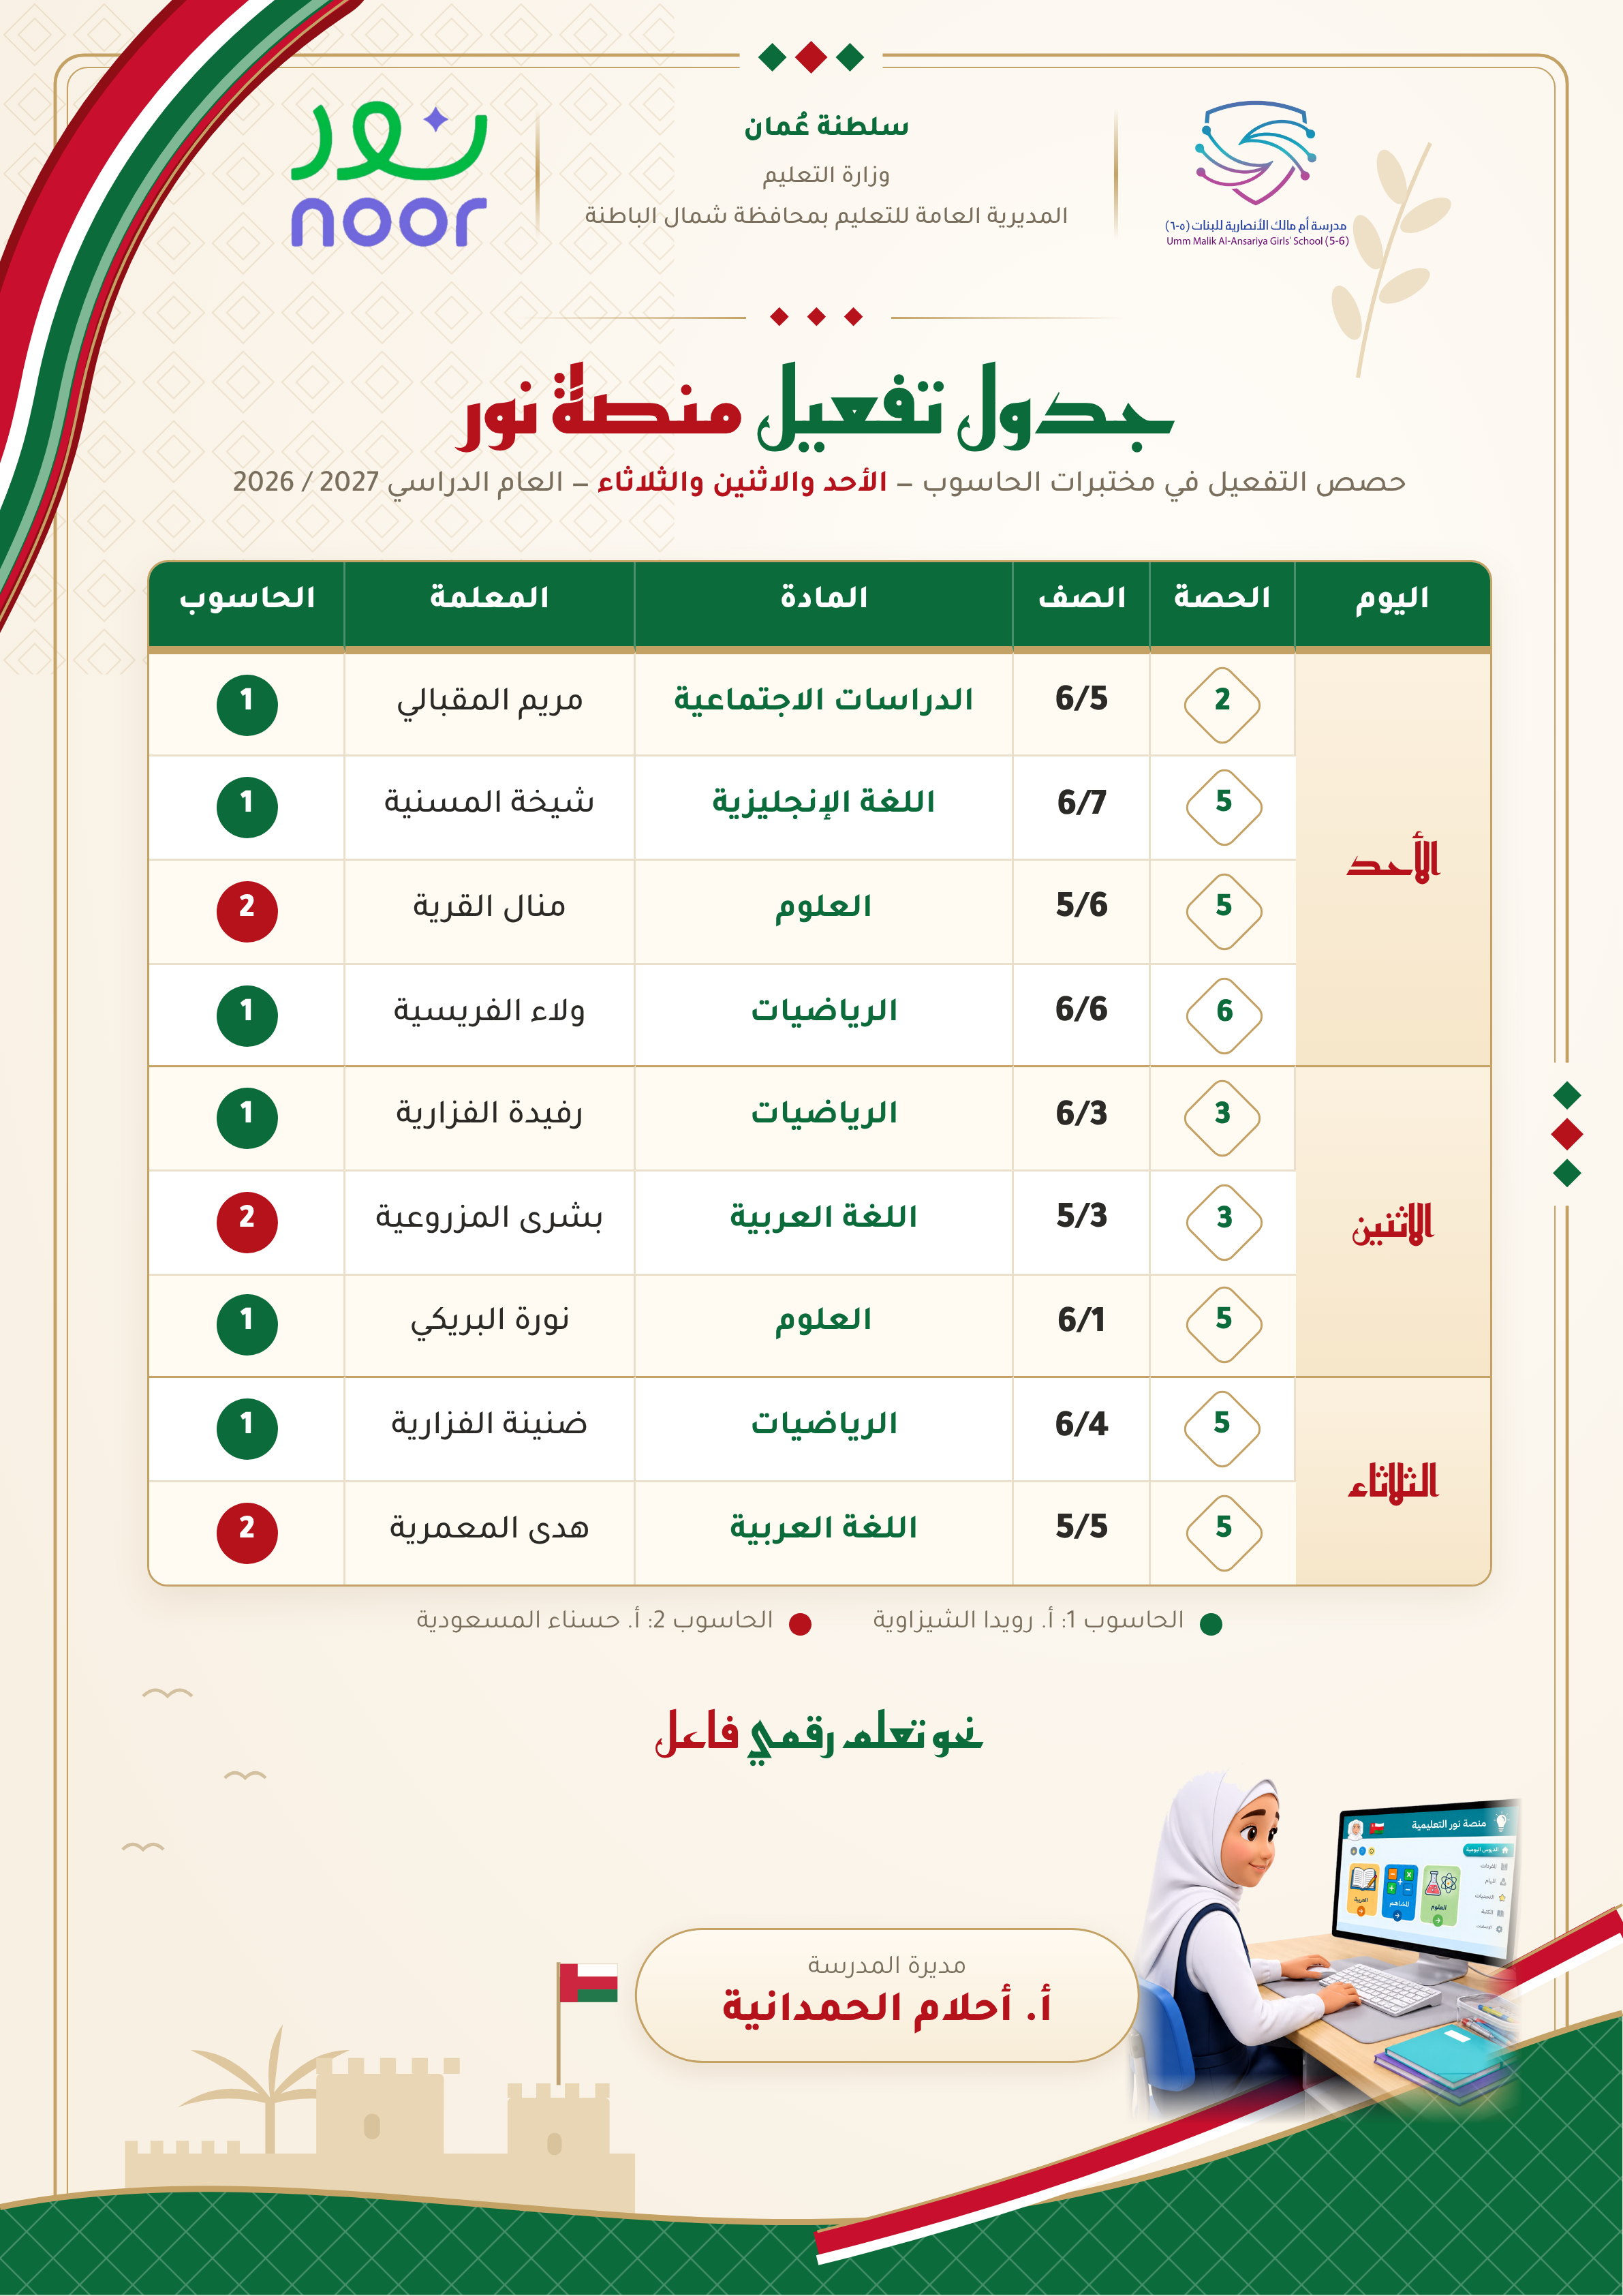 نور
noor
سلطنة عُمان
وزارة التعليم
المديرية العامة للتعليم بمحافظة شمال الباطنة
مدرسة أم مالك الأنصارية للبنات (٥-٦)
Umm Malik Al-Ansariya Girls' School (5-6)
جدول تفعيل منصة نور
حصص التفعيل في مختبرات الحاسوب – الأحد والاثنين والثلاثاء – العام الدراسي 2027 / 2026
اليوم الحصة الصف المادة المعلمة الحاسوب
الأحد
2 6/5 الدراسات الاجتماعية مريم المقبالي 1
5 6/7 اللغة الإنجليزية شيخة المسنية 1
5 5/6 العلوم منال القرية 2
6 6/6 الرياضيات ولاء الفريسية 1
الاثنين
3 6/3 الرياضيات رفيدة الفزارية 1
3 5/3 اللغة العربية بشرى المزروعية 2
5 6/1 العلوم نورة البريكي 1
الثلاثاء
5 6/4 الرياضيات ضنينة الفزارية 1
5 5/5 اللغة العربية هدى المعمرية 2
الحاسوب 1: أ. رويدا الشيزاوية
الحاسوب 2: أ. حسناء المسعودية
نحو تعلم رقمي فاعل
منصة نور التعليمية
الدروس اليومية
العلوم
العربية
مديرة المدرسة
أ. أحلام الحمدانية